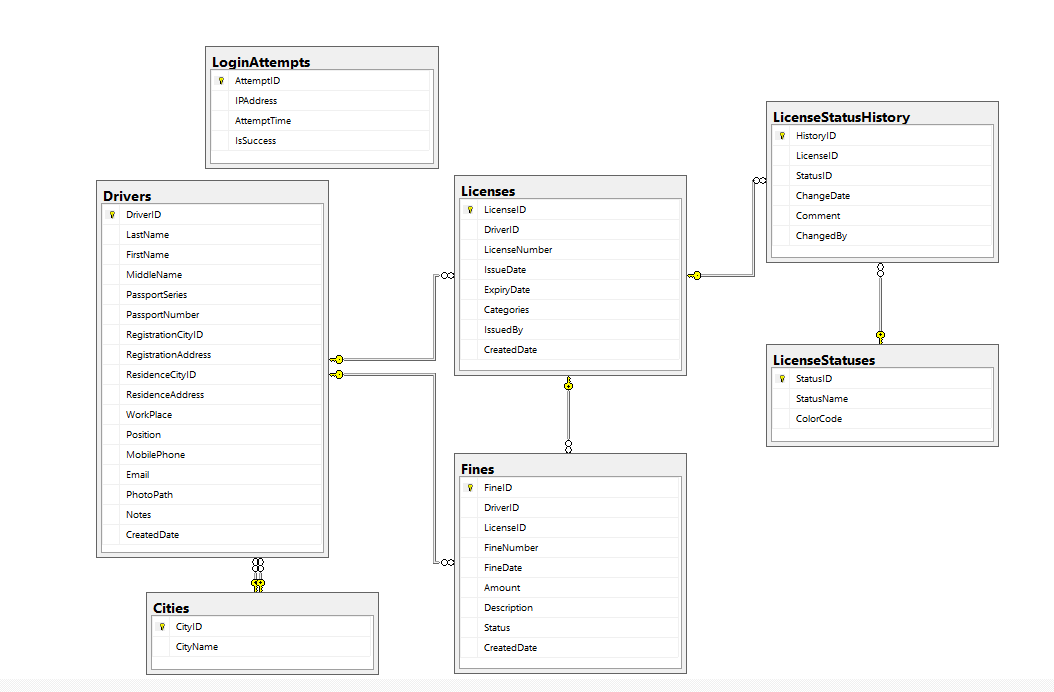 LoginAttempts
AttemptID
IPAddress
AttemptTime
IsSuccess
Drivers
DriverID
LastName
FirstName
MiddleName
PassportSeries
PassportNumber
RegistrationCityID
RegistrationAddress
ResidenceCityID
ResidenceAddress
WorkPlace
Position
MobilePhone
Email
PhotoPath
Notes
CreatedDate
Cities
CityID
CityName
Licenses
LicenseID
DriverID
LicenseNumber
IssueDate
ExpiryDate
Categories
IssuedBy
CreatedDate
Fines
FineID
DriverID
LicenseID
FineNumber
FineDate
Amount
Description
Status
CreatedDate
LicenseStatusHistory
HistoryID
LicenseID
StatusID
ChangeDate
Comment
ChangedBy
LicenseStatuses
StatusID
StatusName
ColorCode